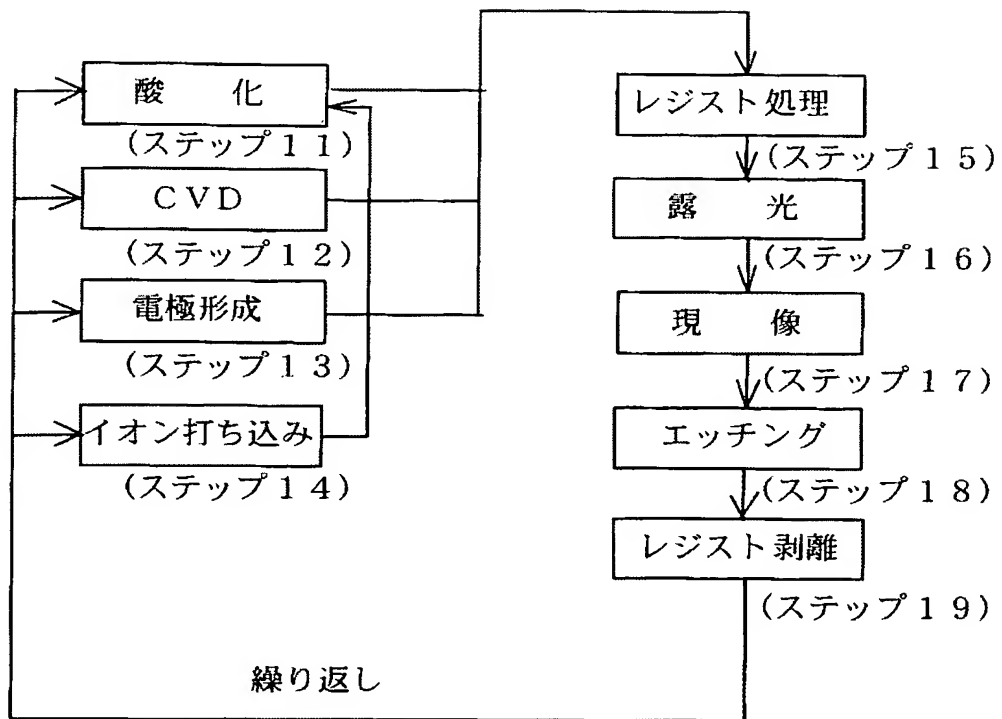 酸　化
(ステップ１１)
ＣＶＤ
(ステップ１２)
電極形成
(ステップ１３)
イオン打ち込み
(ステップ１４)
レジスト処理
(ステップ１５)
露　光
(ステップ１６)
現　像
(ステップ１７)
エッチング
(ステップ１８)
レジスト剥離
(ステップ１９)
繰り返し